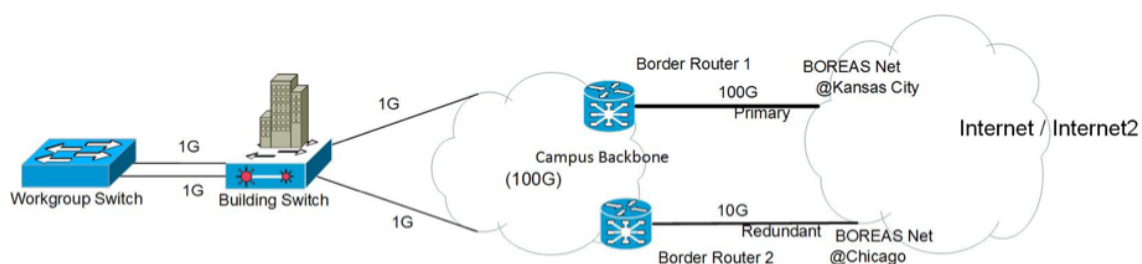 Workgroup Switch
1G
1G
Building Switch
1G
1G
Campus Backbone
(100G)
Border Router 1
100G
Primary
BOREAS Net
@Kansas City
Internet / Internet2
10G
Redundant
Border Router 2
BOREAS Net
@Chicago